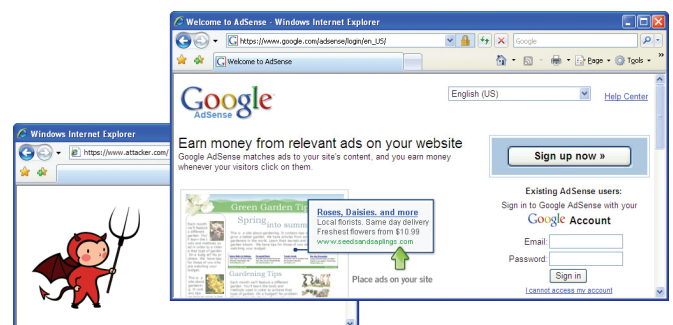 Welcome to AdSense - Windows Internet Explorer
https://www.google.com/adsense/login/en_US/
Google
Welcome to AdSense
Page
Tools
Google
AdSense
English (US)
Help Center
Earn money from relevant ads on your website
Google AdSense matches ads to your site's content, and you earn money
whenever your visitors click on them.
Sign up now »
Existing AdSense users:
Sign in to Google AdSense with your
Google Account
Email:
Password:
Sign in
I cannot access my account
Green Garden Tip
Spring into summ
Gardening Tips
Roses, Daisies, and more
Local florists. Same day delivery
Freshest flowers from $10.99
www.seedsandsaplings.com
Place ads on your site
Windows Internet Explorer
https://www.attacker.com/